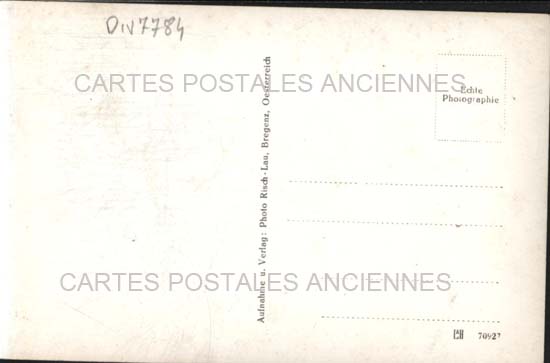 Div7784
CARTES POSTALES ANCIENNES
Echte
Photographie
Aufnahme u. Verlag: Photo Risch-Lau, Bregenz, Oesterreich
CARTES POSTALES ANCIENNES
70927